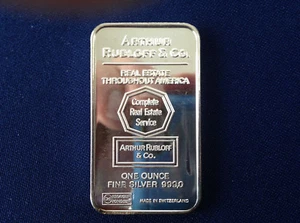 ARTHUR
RUBLOFF & CO.
REAL ESTATE
THROUGHOUT AMERICA
Complete
Real Estate
Service
ARTHUR RUBLOFF
& CO.
ONE OUNCE
FINE SILVER 999,0
MADE IN SWITZERLAND